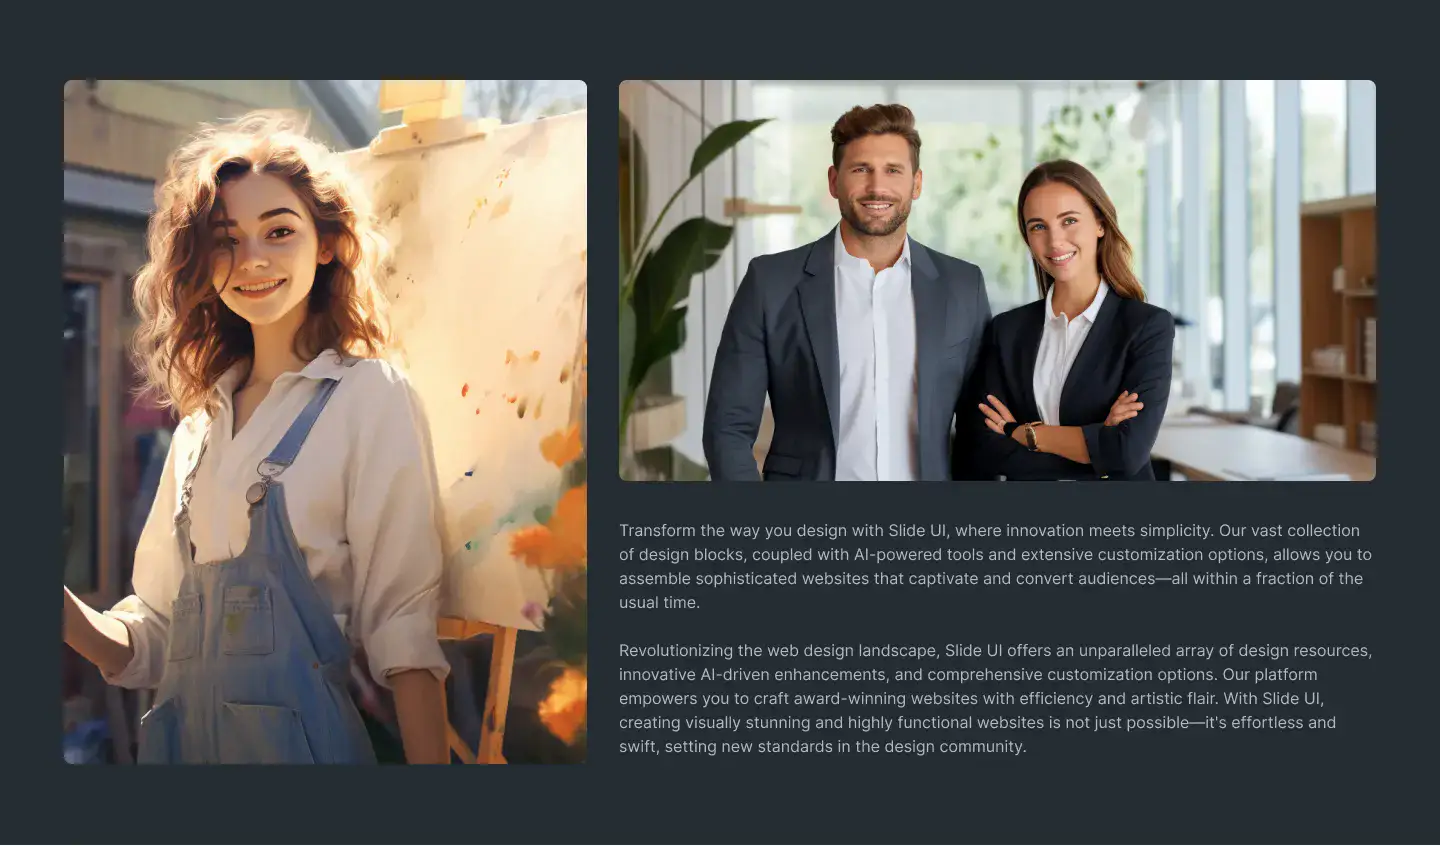 Transform the way you design with Slide UI, where innovation meets simplicity. Our vast collection
of design blocks, coupled with AI-powered tools and extensive customization options, allows you to
assemble sophisticated websites that captivate and convert audiences—all within a fraction of the
usual time.
Revolutionizing the web design landscape, Slide UI offers an unparalleled array of design resources,
innovative AI-driven enhancements, and comprehensive customization options. Our platform
empowers you to craft award-winning websites with efficiency and artistic flair. With Slide UI,
creating visually stunning and highly functional websites is not just possible—it's effortless and
swift, setting new standards in the design community.